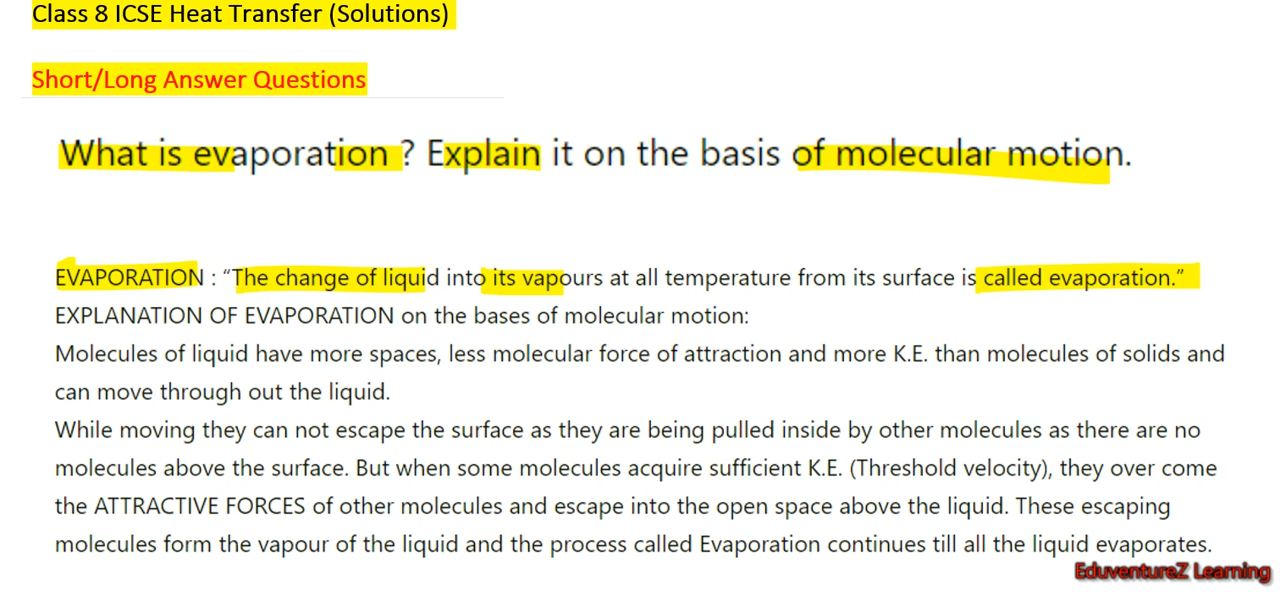 Class 8 ICSE Heat Transfer (Solutions)
Short/Long Answer Questions
What is evaporation ? Explain it on the basis of molecular motion.
EVAPORATION : “The change of liquid into its vapours at all temperature from its surface is called evaporation.”
EXPLANATION OF EVAPORATION on the bases of molecular motion:
Molecules of liquid have more spaces, less molecular force of attraction and more K.E. than molecules of solids and
can move through out the liquid.
While moving they can not escape the surface as they are being pulled inside by other molecules as there are no
molecules above the surface. But when some molecules acquire sufficient K.E. (Threshold velocity), they over come
the ATTRACTIVE FORCES of other molecules and escape into the open space above the liquid. These escaping
molecules form the vapour of the liquid and the process called Evaporation continues till all the liquid evaporates.
EduventureZ Learning